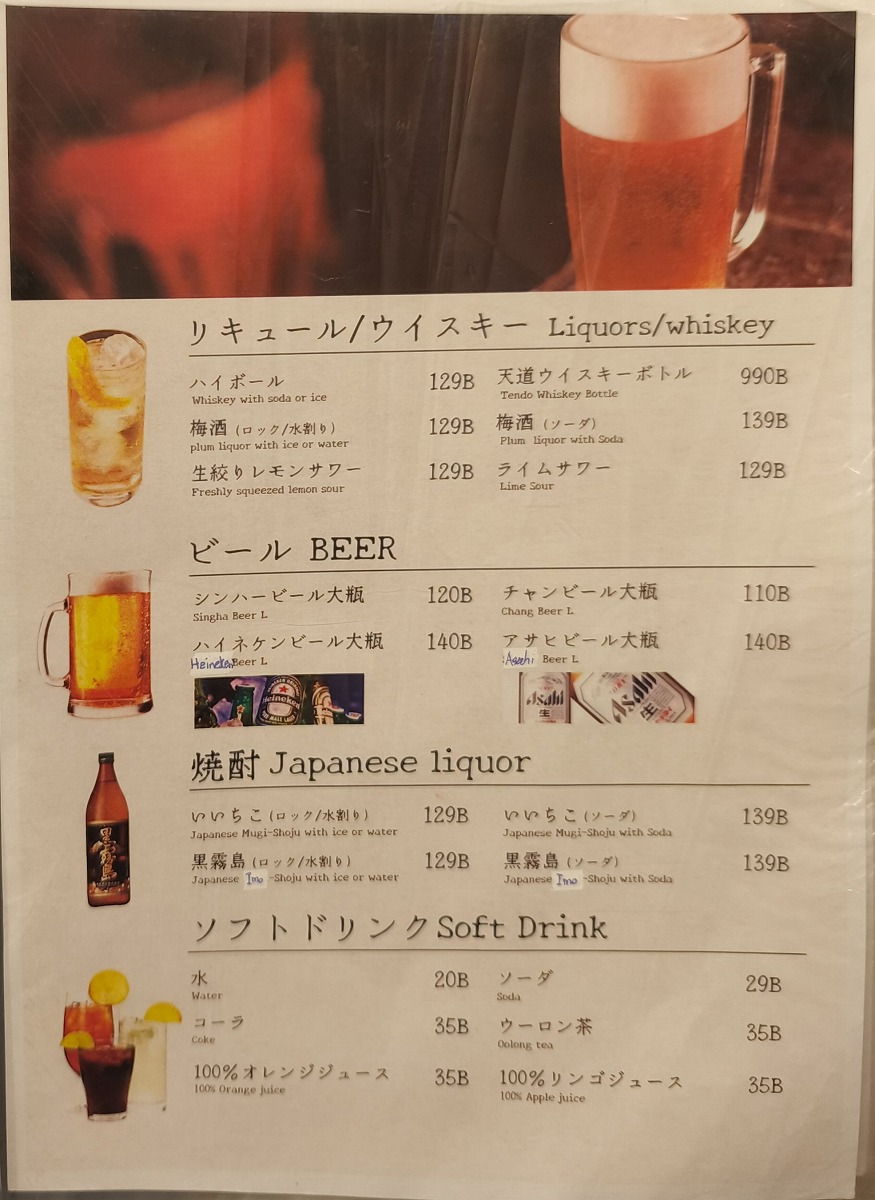 リキュール/ウイスキー Liquors/whiskey
ハイボール 129B
Whiskey with soda or ice
天道ウイスキーボトル 990B
Tendo Whiskey Bottle
梅酒 (ロック/水割り) 129B
plum liquor with ice or water
梅酒 (ソーダ) 139B
Plum liquor with Soda
生絞りレモンサワー 129B
Freshly squeezed lemon sour
ライムサワー 129B
Lime Sour
ビール BEER
シンハービール大瓶 120B
Singha Beer L
チャンビール大瓶 110B
Chang Beer L
ハイネケンビール大瓶 140B
Heineken Beer L
アサヒビール大瓶 140B
Asahi Beer L
Heineken
Asahi
生
Asahi
生
焼酎 Japanese liquor
いいちこ (ロック/水割り) 129B
Japanese Mugi-Shoju with ice or water
いいちこ (ソーダ) 139B
Japanese Mugi-Shoju with Soda
黒霧島 (ロック/水割り) 129B
Japanese Imo -Shoju with ice or water
黒霧島 (ソーダ) 139B
Japanese Imo -Shoju with Soda
黒霧島
ソフトドリンク Soft Drink
水 20B
Water
ソーダ 29B
Soda
コーラ 35B
Coke
ウーロン茶 35B
Oolong tea
100%オレンジジュース 35B
100% Orange juice
100%リンゴジュース 35B
100% Apple juice